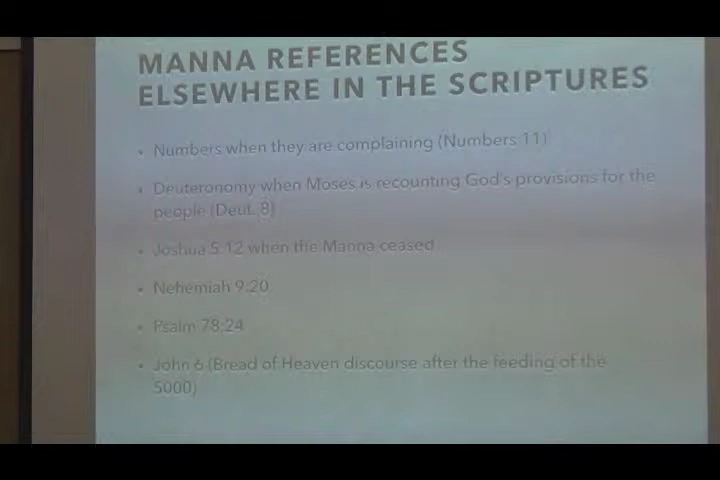 MANNA REFERENCES
ELSEWHERE IN THE SCRIPTURES
• Numbers when they are complaining (Numbers 11)
• Deuteronomy when Moses is recounting God's provisions for the
people (Deut. 8)
• Joshua 5:12 when the Manna ceased
• Nehemiah 9:20
• Psalm 78:24
• John 6 (Bread of Heaven discourse after the feeding of the
5000)